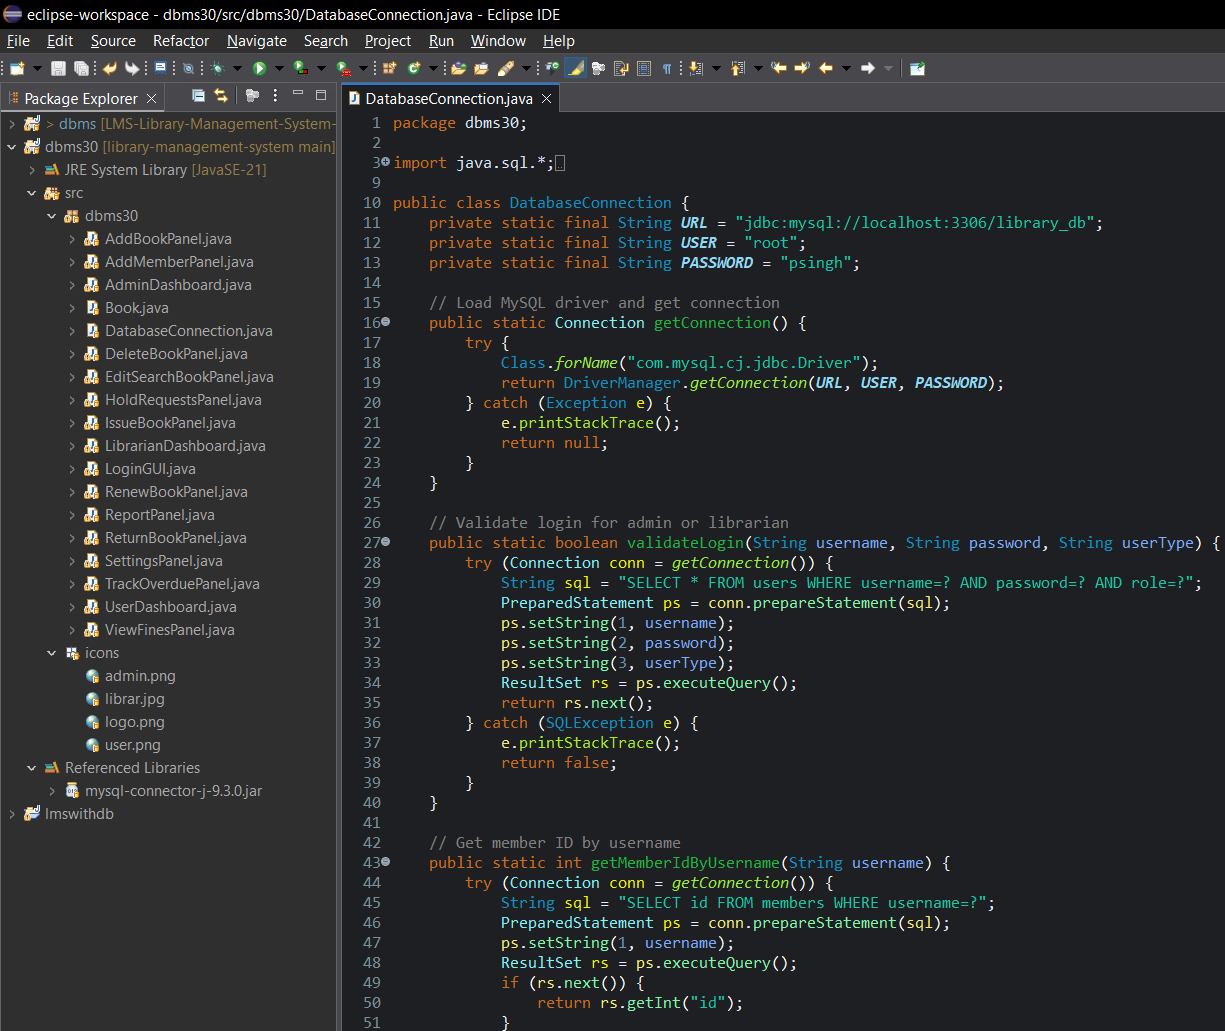 eclipse-workspace - dbms30/src/dbms30/DatabaseConnection.java - Eclipse IDE
File Edit Source Refactor Navigate Search Project Run Window Help
Package Explorer
> dbms [LMS-Library-Management-System-
dbms30 [library-management-system main]
JRE System Library [JavaSE-21]
src
dbms30
AddBookPanel.java
AddMemberPanel.java
AdminDashboard.java
Book.java
DatabaseConnection.java
DeleteBookPanel.java
EditSearchBookPanel.java
HoldRequestsPanel.java
IssueBookPanel.java
LibrarianDashboard.java
LoginGUI.java
RenewBookPanel.java
ReportPanel.java
ReturnBookPanel.java
SettingsPanel.java
TrackOverduePanel.java
UserDashboard.java
ViewFinesPanel.java
icons
admin.png
librar.jpg
logo.png
user.png
Referenced Libraries
mysql-connector-j-9.3.0.jar
lmswithdb
DatabaseConnection.java
1 package dbms30;
2
3 import java.sql.*;
9
10 public class DatabaseConnection {
11     private static final String URL = "jdbc:mysql://localhost:3306/library_db";
12     private static final String USER = "root";
13     private static final String PASSWORD = "psingh";
14
15     // Load MySQL driver and get connection
16     public static Connection getConnection() {
17         try {
18             Class.forName("com.mysql.cj.jdbc.Driver");
19             return DriverManager.getConnection(URL, USER, PASSWORD);
20         } catch (Exception e) {
21             e.printStackTrace();
22             return null;
23         }
24     }
25
26     // Validate login for admin or librarian
27     public static boolean validateLogin(String username, String password, String userType) {
28         try (Connection conn = getConnection()) {
29             String sql = "SELECT * FROM users WHERE username=? AND password=? AND role=?";
30             PreparedStatement ps = conn.prepareStatement(sql);
31             ps.setString(1, username);
32             ps.setString(2, password);
33             ps.setString(3, userType);
34             ResultSet rs = ps.executeQuery();
35             return rs.next();
36         } catch (SQLException e) {
37             e.printStackTrace();
38             return false;
39         }
40     }
41
42     // Get member ID by username
43     public static int getMemberIdByUsername(String username) {
44         try (Connection conn = getConnection()) {
45             String sql = "SELECT id FROM members WHERE username=?";
46             PreparedStatement ps = conn.prepareStatement(sql);
47             ps.setString(1, username);
48             ResultSet rs = ps.executeQuery();
49             if (rs.next()) {
50                 return rs.getInt("id");
51             }